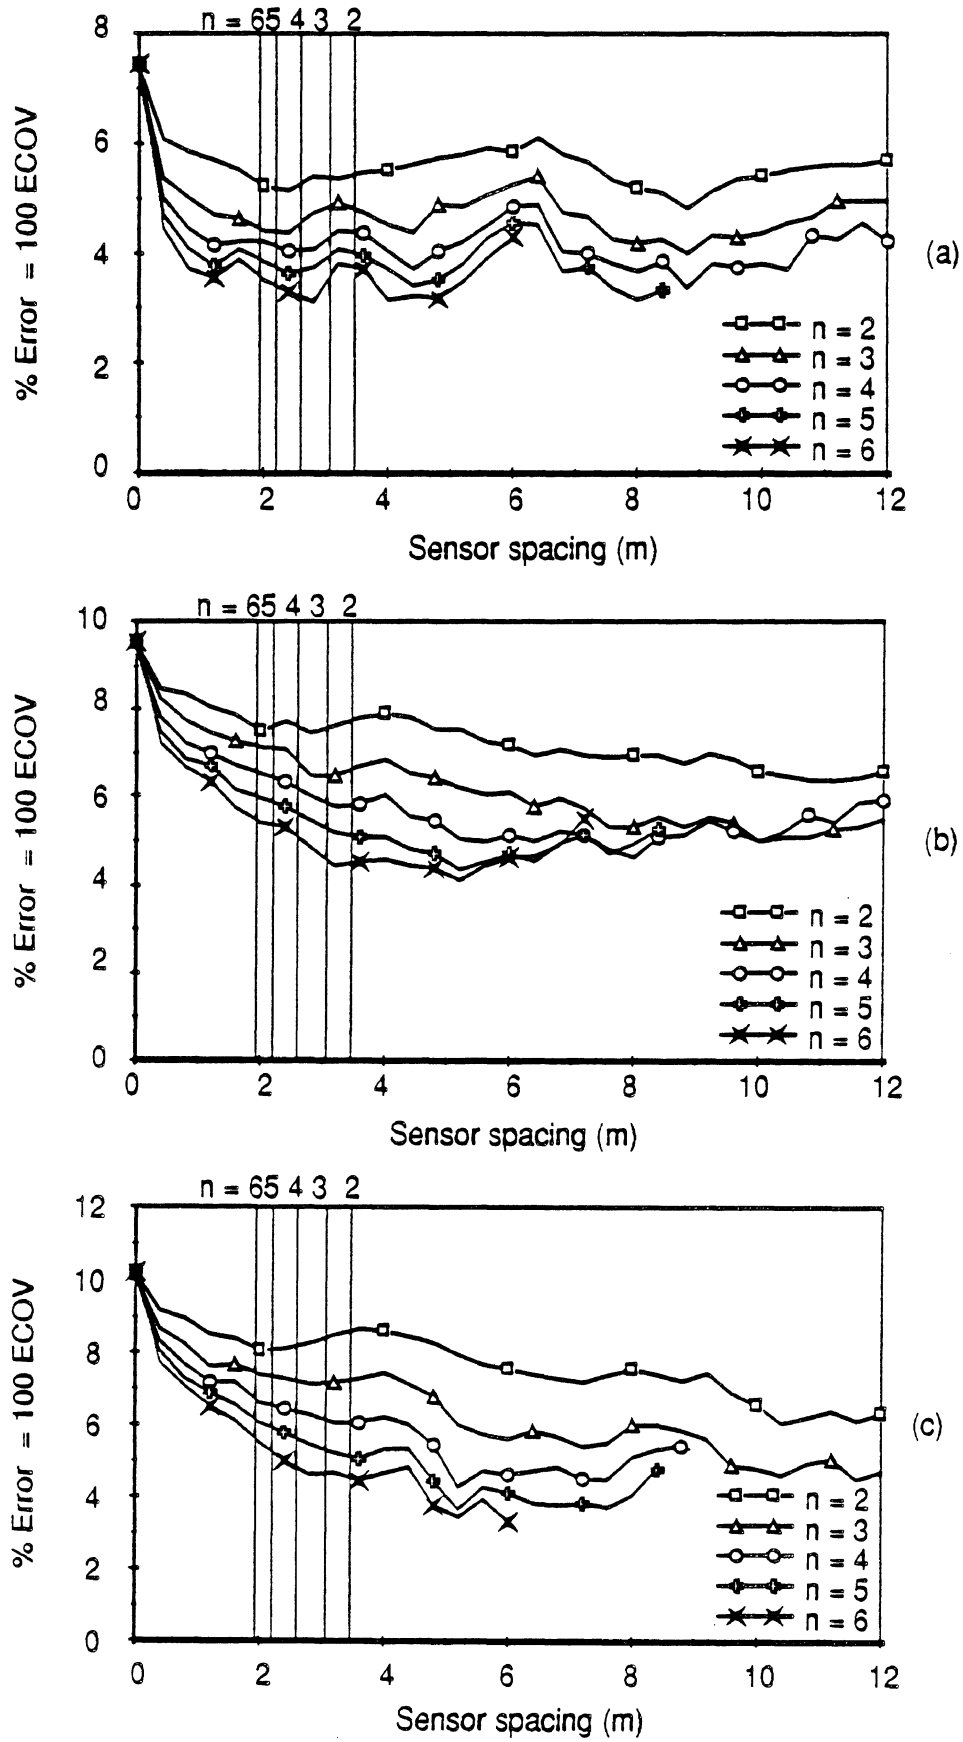 n = 65 4 3 2
8
6
4
2
0
% Error = 100 ECOV
0 2 4 6 8 10 12
Sensor spacing (m)
n = 2
n = 3
n = 4
n = 5
n = 6
(a)
n = 65 4 3 2
10
8
6
4
2
0
% Error = 100 ECOV
0 2 4 6 8 10 12
Sensor spacing (m)
n = 2
n = 3
n = 4
n = 5
n = 6
(b)
n = 65 4 3 2
12
10
8
6
4
2
0
% Error = 100 ECOV
0 2 4 6 8 10 12
Sensor spacing (m)
n = 2
n = 3
n = 4
n = 5
n = 6
(c)